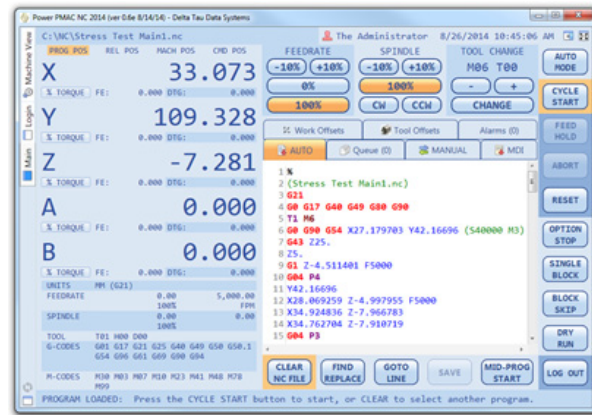 Power PMAC NC 2014 (ver 0.6e 8/14/14) - Delta Tau Data Systems
C:\NC\Stress Test Main1.nc
The Administrator 8/26/2014 10:45:06 AM
Machine View
Login
Main
PROG POS REL POS MACH POS CMD POS
X 33.073
% TORQUE FE: 0.000 DTG: 0.000
Y 109.328
% TORQUE FE: 0.000 DTG: 0.000
Z -7.281
% TORQUE FE: 0.000 DTG: 0.000
A 0.000
% TORQUE FE: 0.000 DTG: 0.000
B 0.000
% TORQUE FE: 0.000 DTG: 0.000
UNITS MM (G21)
FEEDRATE 0.00 5,000.00
100% FPM
SPINDLE 0.00 0.00
100%
TOOL T01 H00 D00
G-CODES G01 G17 G21 G25 G40 G49 G50 G50.1
G54 G96 G61 G69 G90 G94
M-CODES M30 M03 M07 M10 M23 M41 M48 M78
M99
FEEDRATE
-10% +10%
0%
100%
SPINDLE
-10% +10%
100%
CW CCW
TOOL CHANGE
M06 T00
- +
CHANGE
Work Offsets Tool Offsets Alarms (0)
AUTO Queue (0) MANUAL MDI
1 %
2 (Stress Test Main1.nc)
3 G21
4 G0 G17 G40 G49 G80 G90
5 T1 M6
6 G0 G90 G54 X27.179703 Y42.16696 (S40000 M3)
7 G43 Z25.
8 Z5.
9 G1 Z-4.511401 F5000
10 G04 P4
11 Y42.16696
12 X28.069259 Z-4.997955 F5000
13 X34.924836 Z-7.966783
14 X34.762704 Z-7.910719
15 G04 P3
CLEAR NC FILE
FIND REPLACE
GOTO LINE
SAVE
MID-PROG START
AUTO MODE
CYCLE START
FEED HOLD
ABORT
RESET
OPTION STOP
SINGLE BLOCK
BLOCK SKIP
DRY RUN
LOG OUT
PROGRAM LOADED: Press the CYCLE START button to start, or CLEAR to select another program.